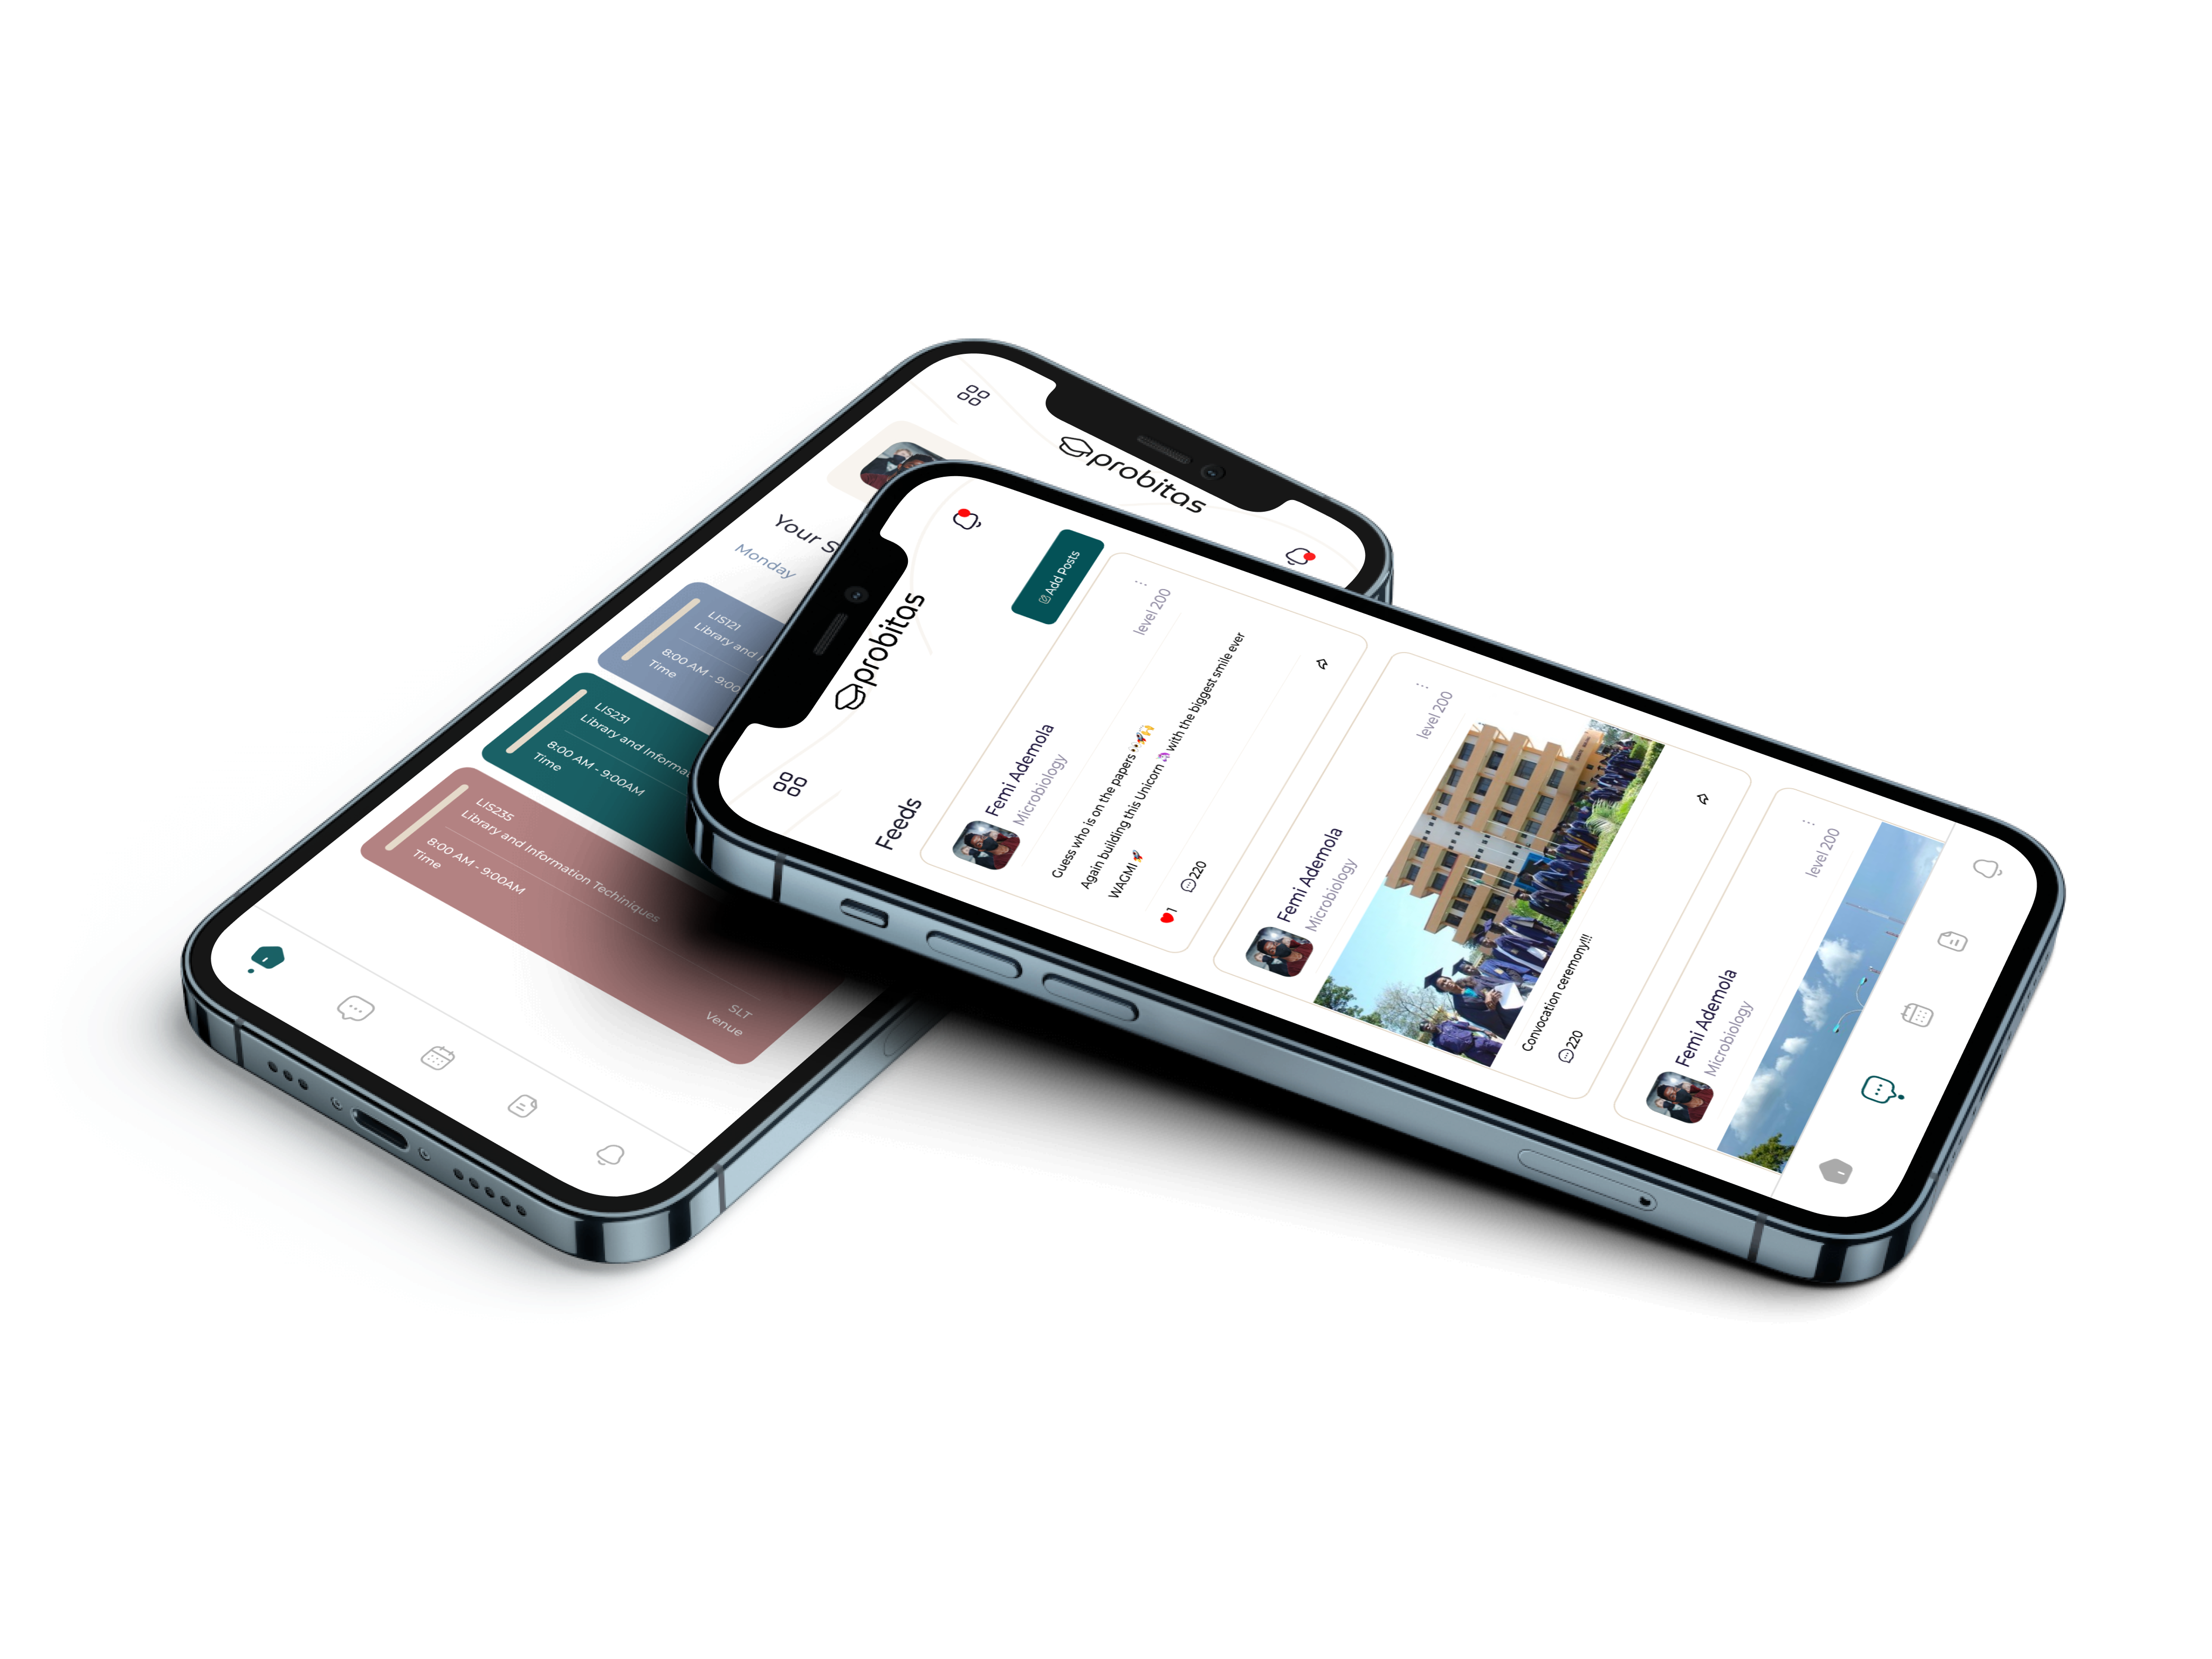 probitas
Your S
Monday
LIS121
Library and
8:00 AM - 9:00
Time
LIS231
Library and Informa
8:00 AM - 9:00AM
Time
LIS235
Library and Information Techiniques
8:00 AM - 9:00AM
Time
SLT
Venue
probitas
Feeds
Add Posts
Femi Ademola
Microbiology
level 200
Guess who is on the papers 🚀🙌
Again building this Unicorn 🦄 with the biggest smile ever
WAGMI 🚀
1
220
Femi Ademola
Microbiology
level 200
Convocation ceremony!!!
220
Femi Ademola
Microbiology
level 200